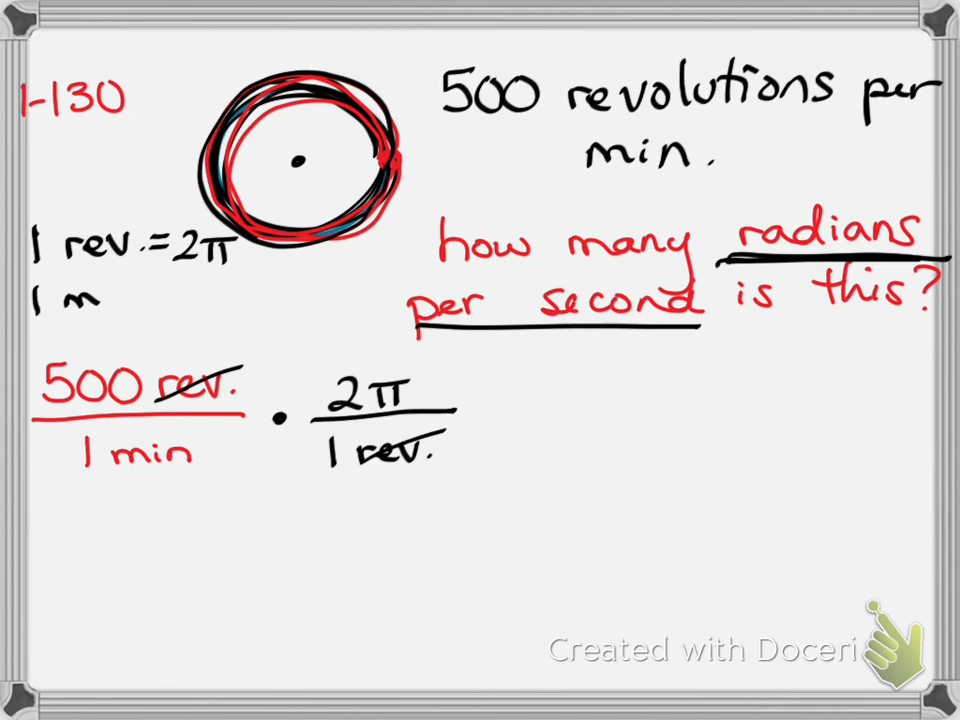 1-130
500 revolutions per
min.
1 rev. = 2π
1 m
how many radians
per second is this?
500 rev. · 2π
1 min 1 rev.
Created with Doceri